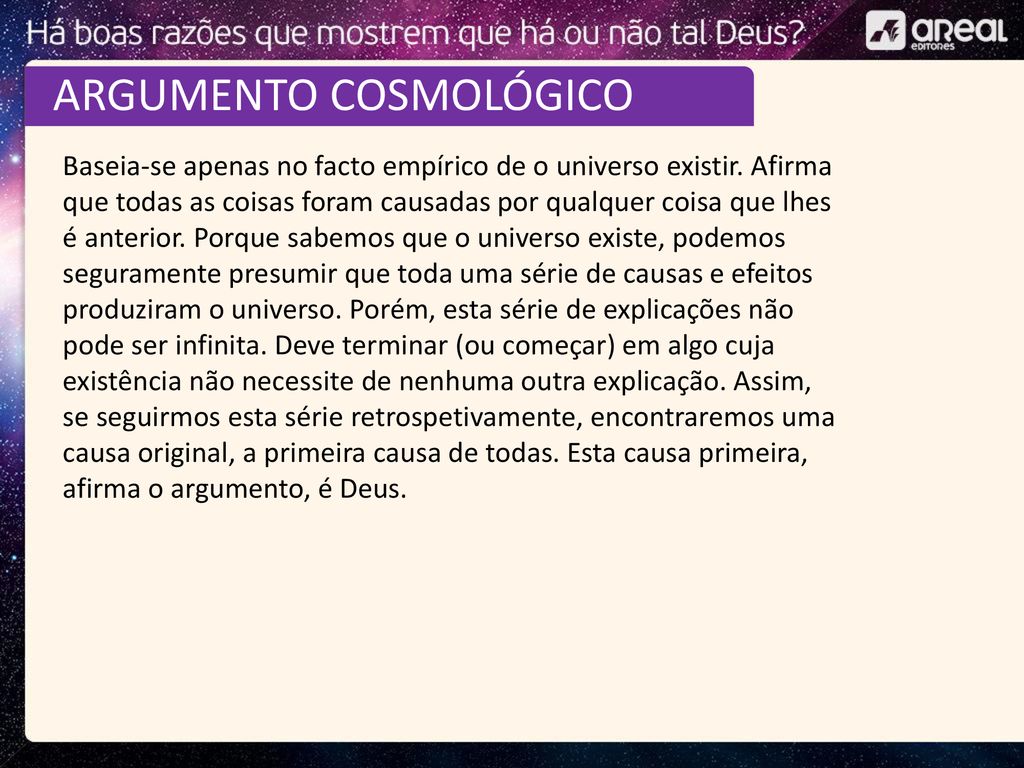 Há boas razões que mostrem que há ou não tal Deus?
AREAL
EDITORES
ARGUMENTO COSMOLÓGICO
Baseia-se apenas no facto empírico de o universo existir. Afirma
que todas as coisas foram causadas por qualquer coisa que lhes
é anterior. Porque sabemos que o universo existe, podemos
seguramente presumir que toda uma série de causas e efeitos
produziram o universo. Porém, esta série de explicações não
pode ser infinita. Deve terminar (ou começar) em algo cuja
existência não necessite de nenhuma outra explicação. Assim,
se seguirmos esta série retrospetivamente, encontraremos uma
causa original, a primeira causa de todas. Esta causa primeira,
afirma o argumento, é Deus.